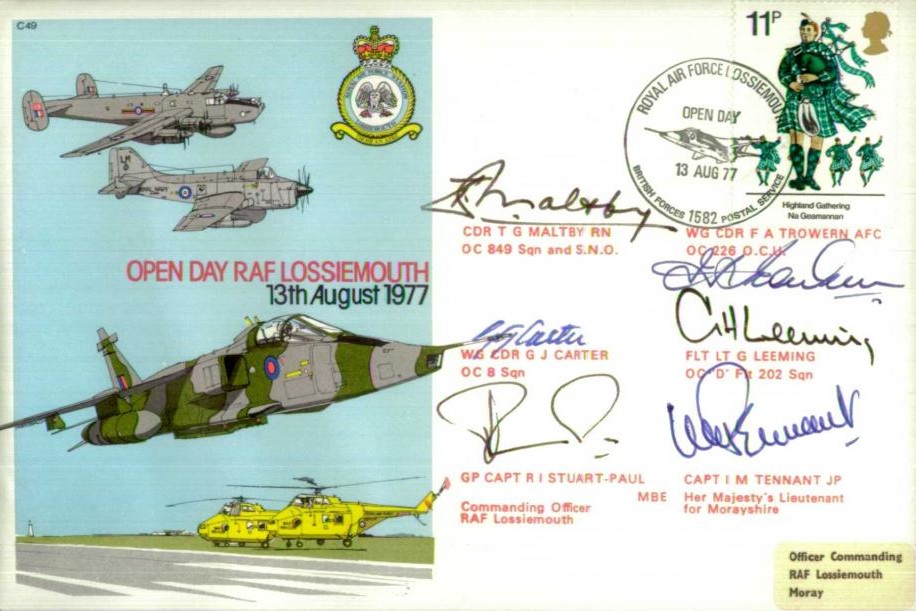 C49
OPEN DAY RAF LOSSIEMOUTH
13th August 1977
11P
ROYAL AIR FORCE LOSSIEMOUTH
OPEN DAY
13 AUG 77
BRITISH FORCES 1582 POSTAL SERVICE
Highland Gathering
Na Geamannan
Maltby
CDR T G MALTBY RN
OC 849 Sqn and S.N.O.
WG CDR F A TROWERN AFC
OC 226 O.C.U.
G J Carter
WG CDR G J CARTER
OC 8 Sqn
G H Leeming
FLT LT G LEEMING
OC "D" Flt 202 Sqn
GP CAPT R I STUART-PAUL
MBE
Commanding Officer
RAF Lossiemouth
CAPT I M TENNANT JP
Her Majesty's Lieutenant
for Morayshire
Officer Commanding
RAF Lossiemouth
Moray